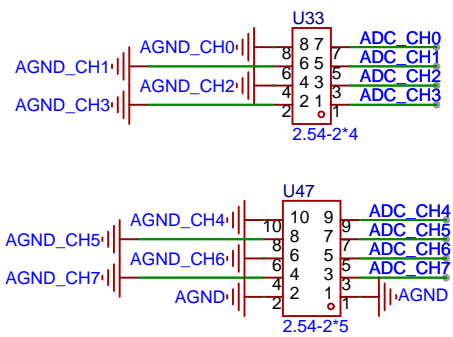 U33
AGND_CH0 8 8 7 7 ADC_CH0
AGND_CH1 6 6 5 5 ADC_CH1
AGND_CH2 4 4 3 3 ADC_CH2
AGND_CH3 2 2 1 1 ADC_CH3
2.54-2*4
U47
AGND_CH4 10 10 9 9 ADC_CH4
AGND_CH5 8 8 7 7 ADC_CH5
AGND_CH6 6 6 5 5 ADC_CH6
AGND_CH7 4 4 3 3 ADC_CH7
AGND 2 2 1 1 AGND
2.54-2*5